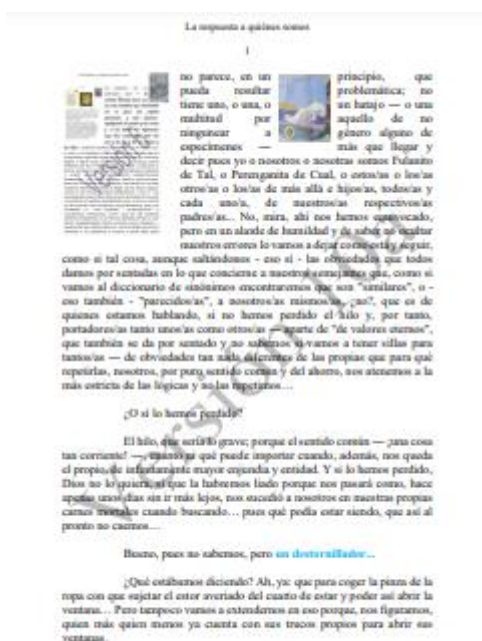 La respuesta a quiénes somos
1
no parece, en un principio, que
pueda resultar problemática; no
tiene uno, o una, o un hatajo — o una
multitud por aquello de no
ningunear a género alguno de
especímenes — más que llegar y
decir pues yo o nosotros o nosotras somos Fulanito
de Tal, o Perenganita de Cual, o estos/as o los/as
otros/as o los/as de más allá e hijos/as, todos/as y
cada uno/a, de nuestros/as respectivos/as
padres/as... No, mira, ahí nos hemos equivocado,
pero en un alarde de humildad y por no ocultar
nuestros errores lo vamos a dejar como está y seguir,
como si tal cosa, aunque saltándonos - eso sí - las obviedades que todos
damos por sentadas en lo que concierne a nuestros semejantes que, como si
vamos al diccionario de sinónimos encontraremos que son "similares", o -
eso también - "parecidos/as", a nosotros/as mismos/as ¿no?, que es de
quienes estamos hablando, si no hemos perdido el hilo y, por tanto,
portadores/as tanto unos/as como otros/as de "de valores eternos",
que también se da por sentado y no sabemos si vamos a tener sillas para
tantos/as — de obviedades tan nada diferentes de las propias que para qué
repetirlas, nosotros, por puro sentido común y del ahorro, nos atenemos a la
más estricta de las lógicas y no las repetimos…
¿O sí lo hemos perdido?
El hilo, que sería lo grave; porque el sentido común — ¡una cosa
tan corriente! — qué puede importar cuando, además, nos queda
el propio, de infinitamente mayor enjundia y entidad. Y si lo hemos perdido,
Dios no lo quiera, que la habremos liado porque nos pasará como, hace
apenas unos días sin ir más lejos, nos sucedió a nosotros en nuestras propias
carnes mortales cuando buscando… pues qué podía estar siendo, que así al
pronto no caemos…
Bueno, pues no sabemos, pero un destornillador...
¿Qué estábamos diciendo? Ah, ya: que para coger la pinza de la
ropa con que sujetar el estor averiado del cuarto de estar y poder así abrir la
ventana… Pero tampoco vamos a extendernos en eso porque, nos figuramos,
quien más quien menos ya cuenta con sus trucos propios para abrir sus
ventanas.